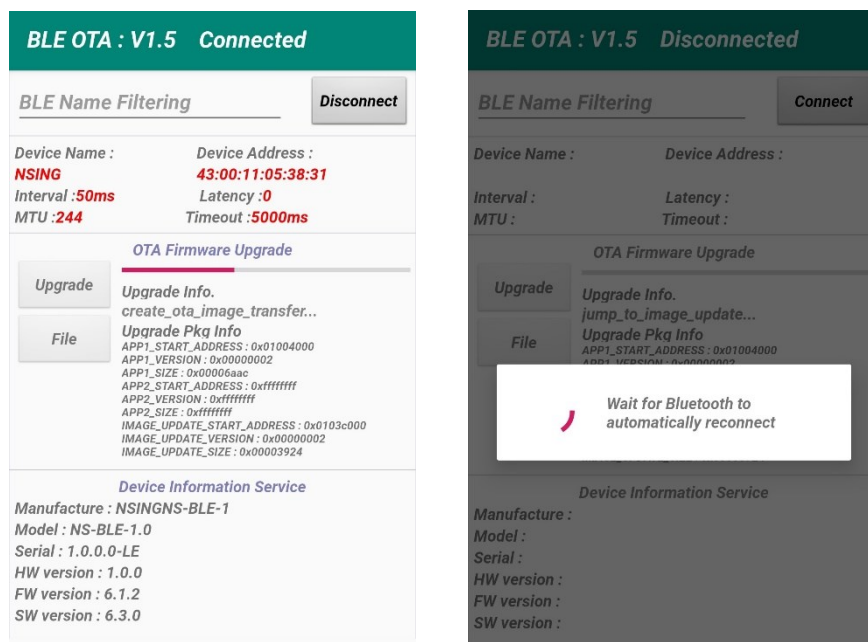 BLE OTA : V1.5 Connected
BLE Name Filtering
Disconnect
Device Name :
Device Address :
NSING
43:00:11:05:38:31
Interval :50ms
Latency :0
MTU :244
Timeout :5000ms
OTA Firmware Upgrade
Upgrade
Upgrade Info.
create_ota_image_transfer...
File
Upgrade Pkg Info
APP1_START_ADDRESS : 0x01004000
APP1_VERSION : 0x00000002
APP1_SIZE : 0x00006aac
APP2_START_ADDRESS : 0xffffffff
APP2_VERSION : 0xffffffff
APP2_SIZE : 0xffffffff
IMAGE_UPDATE_START_ADDRESS : 0x0103c000
IMAGE_UPDATE_VERSION : 0x00000002
IMAGE_UPDATE_SIZE : 0x00003924
Device Information Service
Manufacture : NSINGNS-BLE-1
Model : NS-BLE-1.0
Serial : 1.0.0.0-LE
HW version : 1.0.0
FW version : 6.1.2
SW version : 6.3.0
BLE OTA : V1.5 Disconnected
BLE Name Filtering
Connect
Device Name :
Device Address :
Interval :
Latency :
MTU :
Timeout :
OTA Firmware Upgrade
Upgrade
Upgrade Info.
jump_to_image_update...
File
Upgrade Pkg Info
APP1_START_ADDRESS : 0x01004000
APP1_VERSION : 0x00000002
Wait for Bluetooth to
automatically reconnect
Device Information Service
Manufacture :
Model :
Serial :
HW version :
FW version :
SW version :